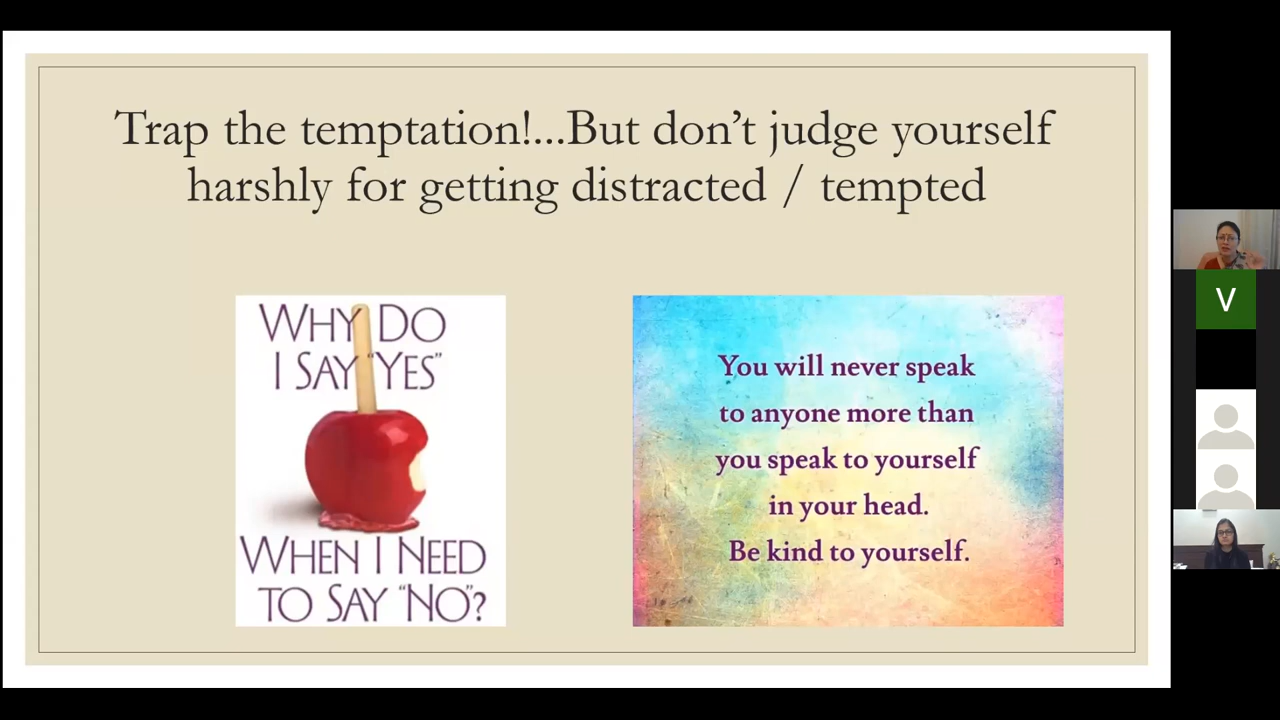 Trap the temptation!...But don’t judge yourself
harshly for getting distracted / tempted
WHY DO
I SAY “YES”
WHEN I NEED
TO SAY “NO”?
You will never speak
to anyone more than
you speak to yourself
in your head.
Be kind to yourself.
V